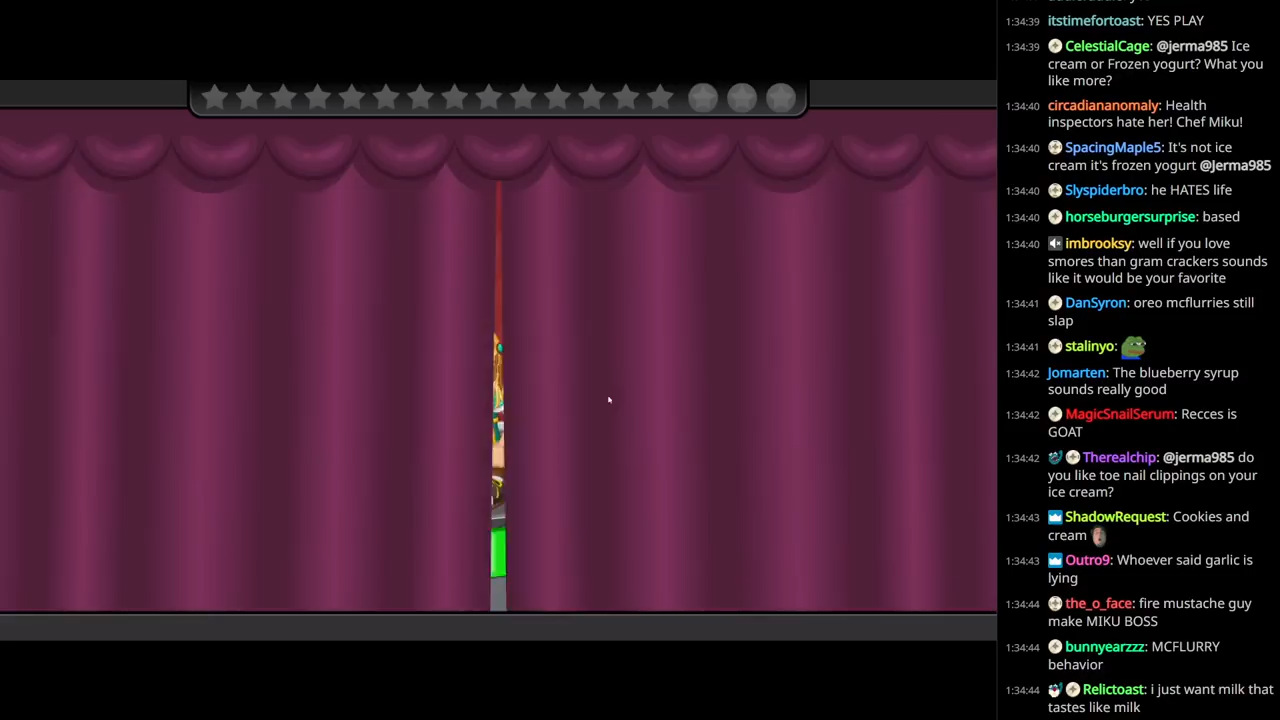 1:34:39 itstimefortoast: YES PLAY
1:34:39 CelestialCage: @jerma985 Ice
cream or Frozen yogurt? What you
like more?
1:34:40 circadiananomaly: Health
inspectors hate her! Chef Miku!
1:34:40 SpacingMaple5: It's not ice
cream it's frozen yogurt @jerma985
1:34:40 Slyspiderbro: he HATES life
1:34:40 horseburgersurprise: based
1:34:40 imbrooksy: well if you love
smores than gram crackers sounds
like it would be your favorite
1:34:41 DanSyron: oreo mcflurries still
slap
1:34:41 stalinyo:
1:34:42 Jomarten: The blueberry syrup
sounds really good
1:34:42 MagicSnailSerum: Recces is
GOAT
1:34:42 Therealchip: @jerma985 do
you like toe nail clippings on your
ice cream?
1:34:43 ShadowRequest: Cookies and
cream
1:34:43 Outro9: Whoever said garlic is
lying
1:34:44 the_o_face: fire mustache guy
make MIKU BOSS
1:34:44 bunnyearzzz: MCFLURRY
behavior
1:34:44 Relictoast: i just want milk that
tastes like milk